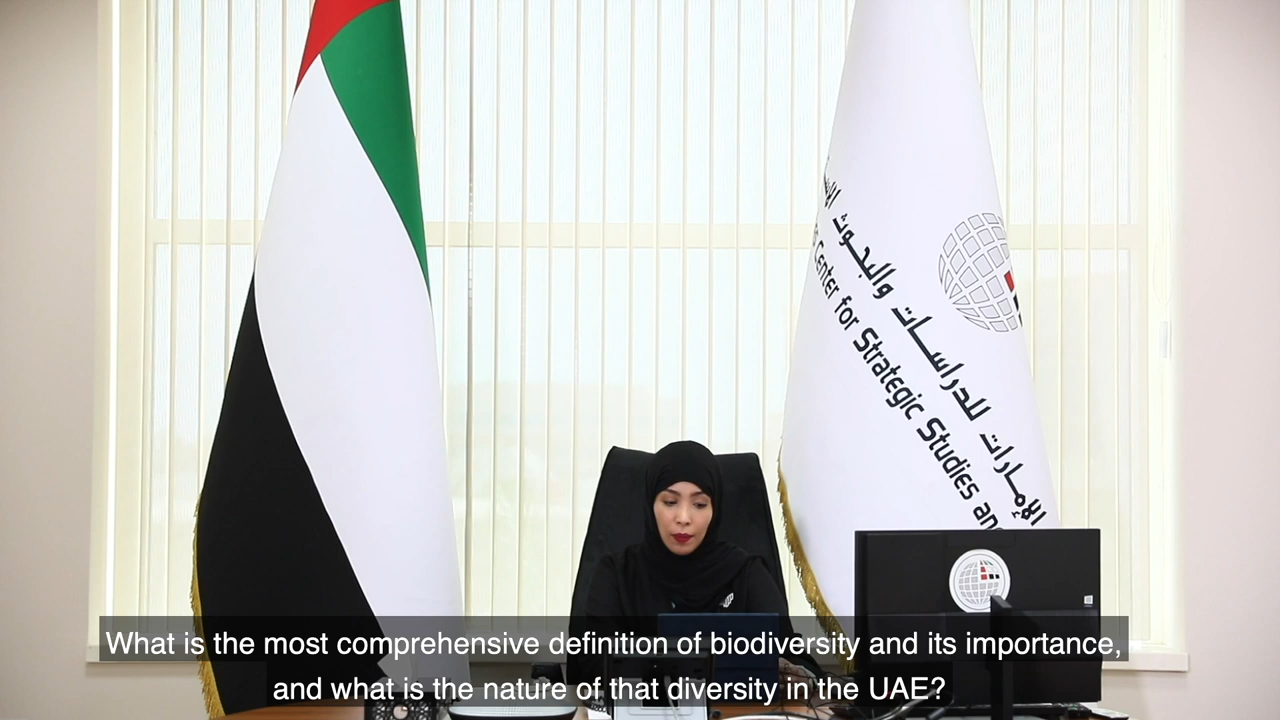 الإمارات للدراسات والبحوث
Center for Strategic Studies and
What is the most comprehensive definition of biodiversity and its importance,
and what is the nature of that diversity in the UAE?